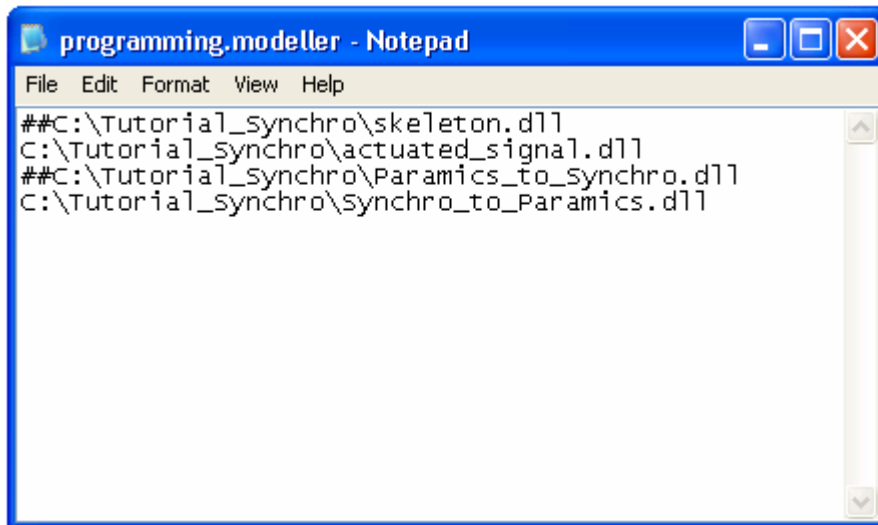 programming.modeller - Notepad
File Edit Format View Help
##C:\Tutorial_Synchro\skeleton.dll
C:\Tutorial_Synchro\actuated_signal.dll
##C:\Tutorial_Synchro\Paramics_to_Synchro.dll
C:\Tutorial_Synchro\Synchro_to_Paramics.dll